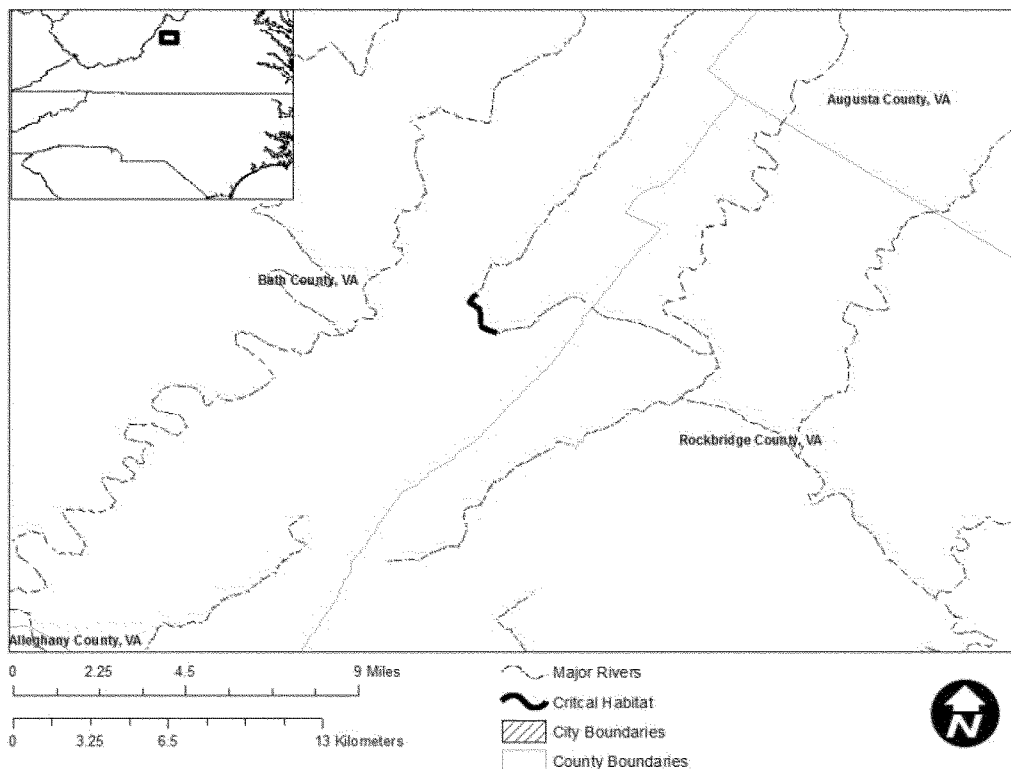 Augusta County, VA
Bath County, VA
Rockbridge County, VA
Alleghany County, VA
0 2.25 4.5 9 Miles
0 3.25 6.5 13 Kilometers
Major Rivers
Critcal Habitat
City Boundaries
County Boundaries
N